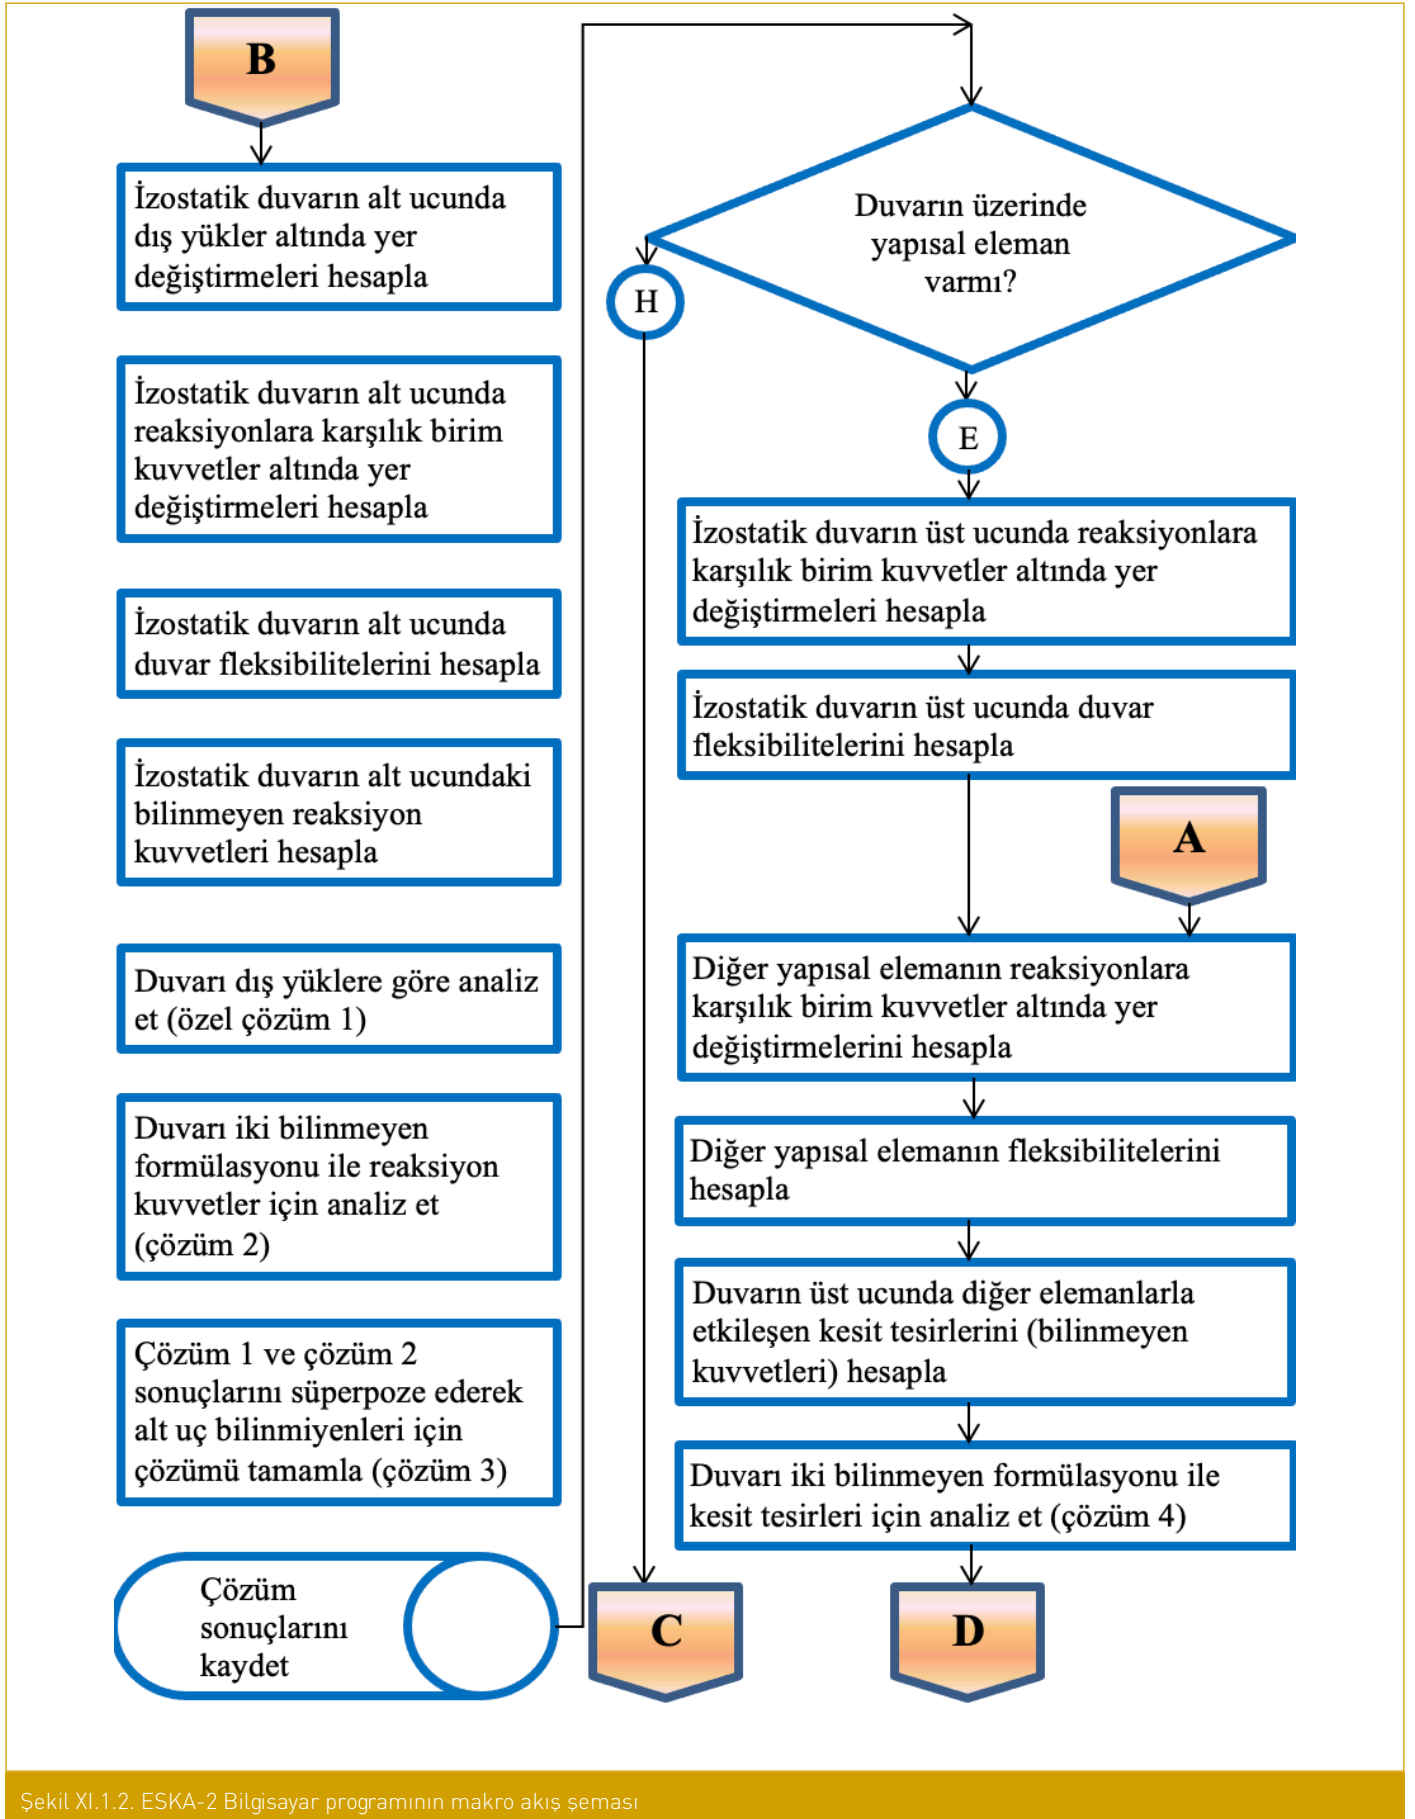 B
İzostatik duvarın alt ucunda
dış yükler altında yer
değiştirmeleri hesapla
İzostatik duvarın alt ucunda
reaksiyonlara karşılık birim
kuvvetler altında yer
değiştirmeleri hesapla
İzostatik duvarın alt ucunda
duvar fleksibilitelerini hesapla
İzostatik duvarın alt ucundaki
bilinmeyen reaksiyon
kuvvetleri hesapla
Duvarı dış yüklere göre analiz
et (özel çözüm 1)
Duvarı iki bilinmeyen
formülasyonu ile reaksiyon
kuvvetler için analiz et
(çözüm 2)
Çözüm 1 ve çözüm 2
sonuçlarını süperpoze ederek
alt uç bilinmiyenleri için
çözümü tamamla (çözüm 3)
Çözüm
sonuçlarını
kaydet
Duvarın üzerinde
yapısal eleman
varmı?
H
E
İzostatik duvarın üst ucunda reaksiyonlara
karşılık birim kuvvetler altında yer
değiştirmeleri hesapla
İzostatik duvarın üst ucunda duvar
fleksibilitelerini hesapla
A
Diğer yapısal elemanın reaksiyonlara
karşılık birim kuvvetler altında yer
değiştirmelerini hesapla
Diğer yapısal elemanın fleksibilitelerini
hesapla
Duvarın üst ucunda diğer elemanlarla
etkileşen kesit tesirlerini (bilinmeyen
kuvvetleri) hesapla
Duvarı iki bilinmeyen formülasyonu ile
kesit tesirleri için analiz et (çözüm 4)
C
D
Şekil XI.1.2. ESKA-2 Bilgisayar programının makro akış şeması